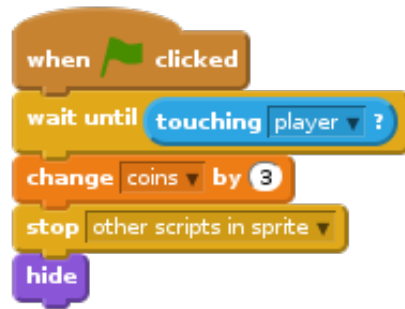 when clicked
wait until touching player ?
change coins by 3
stop other scripts in sprite
hide